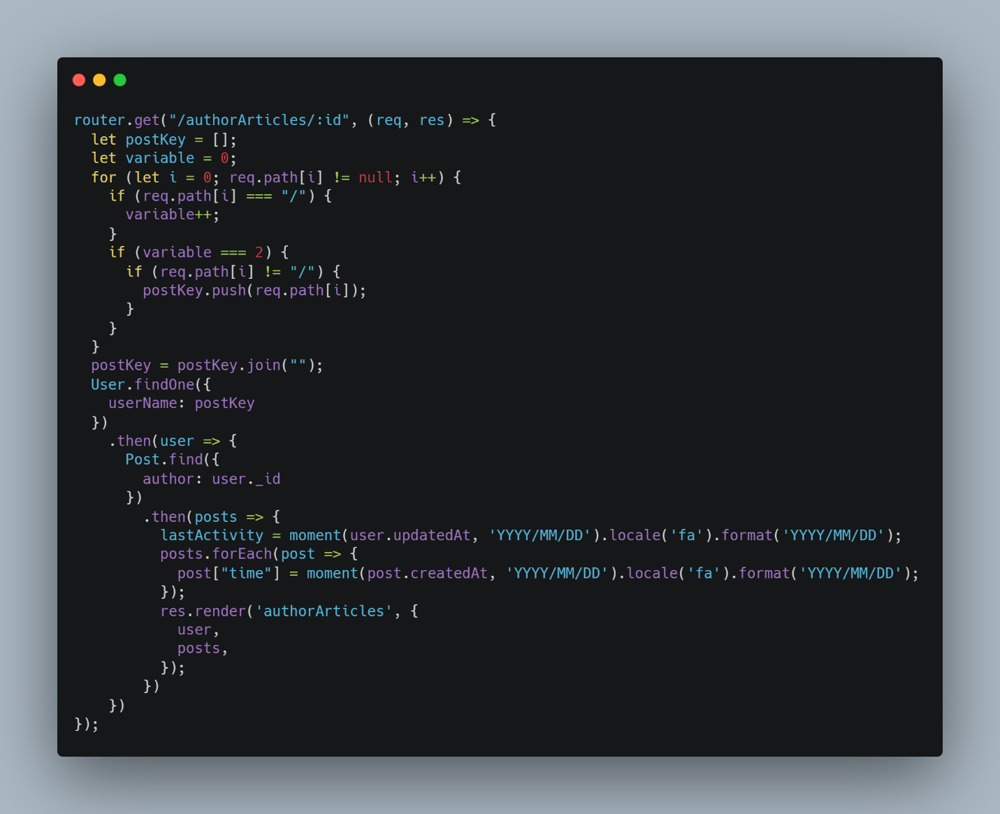 router.get("/authorArticles/:id", (req, res) => {
  let postKey = [];
  let variable = 0;
  for (let i = 0; req.path[i] != null; i++) {
    if (req.path[i] === "/") {
      variable++;
    }
    if (variable === 2) {
      if (req.path[i] != "/") {
        postKey.push(req.path[i]);
      }
    }
  }
  postKey = postKey.join("");
  User.findOne({
    userName: postKey
  })
    .then(user => {
      Post.find({
        author: user._id
      })
        .then(posts => {
          lastActivity = moment(user.updatedAt, 'YYYY/MM/DD').locale('fa').format('YYYY/MM/DD');
          posts.forEach(post => {
            post["time"] = moment(post.createdAt, 'YYYY/MM/DD').locale('fa').format('YYYY/MM/DD');
          });
          res.render('authorArticles', {
            user,
            posts,
          });
        })
    })
});